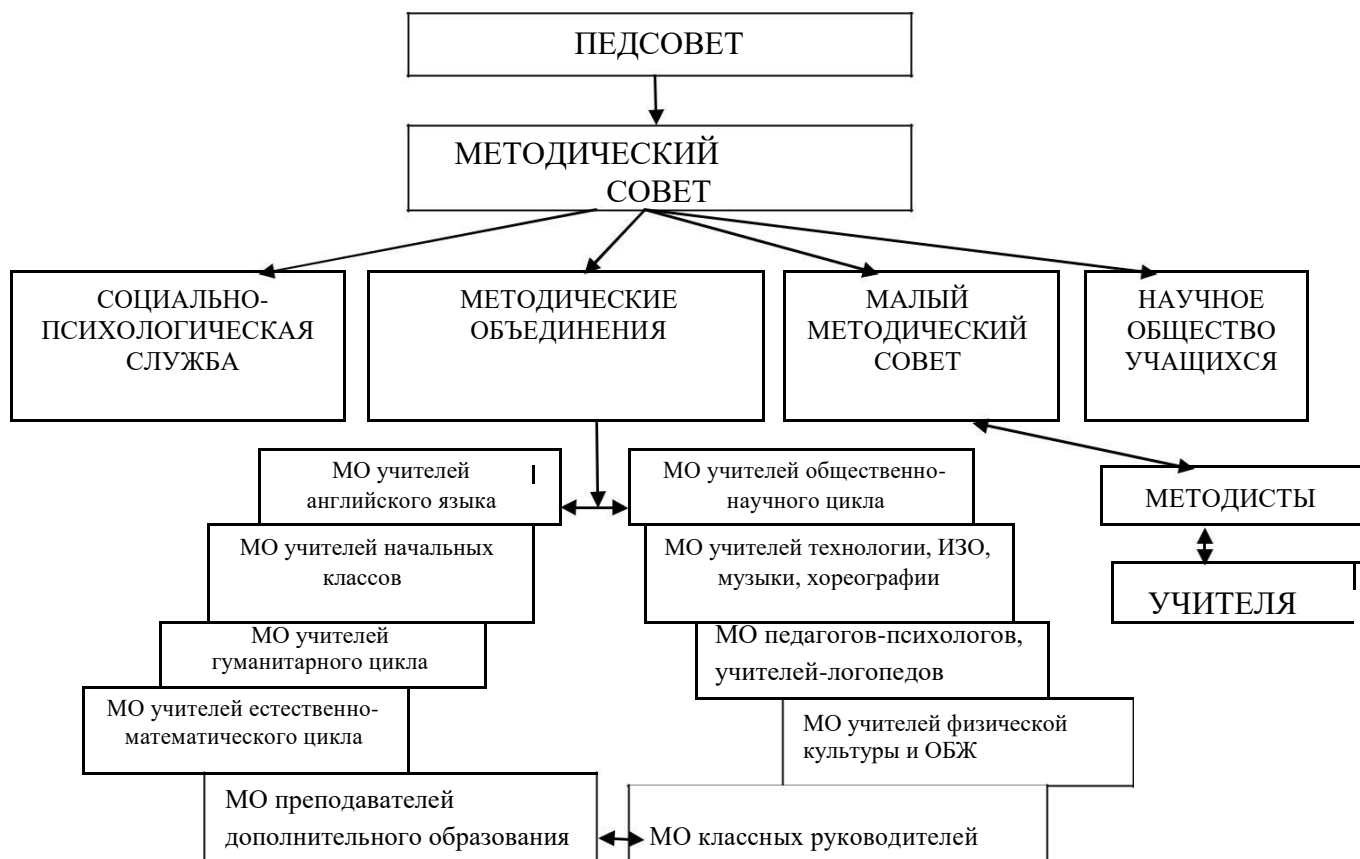 ПЕДСОВЕТ
МЕТОДИЧЕСКИЙ
СОВЕТ
СОЦИАЛЬНО-
ПСИХОЛОГИЧЕСКАЯ
СЛУЖБА
МЕТОДИЧЕСКИЕ
ОБЪЕДИНЕНИЯ
МАЛЫЙ
МЕТОДИЧЕСКИЙ
СОВЕТ
НАУЧНОЕ
ОБЩЕСТВО
УЧАЩИХСЯ
МО учителей
английского языка
МО учителей общественно-
научного цикла
МЕТОДИСТЫ
МО учителей начальных
классов
МО учителей технологии, ИЗО,
музыки, хореографии
УЧИТЕЛЯ
МО учителей
гуманитарного цикла
МО педагогов-психологов,
учителей-логопедов
МО учителей естественно-
математического цикла
МО учителей физической
культуры и ОБЖ
МО преподавателей
дополнительного образования
МО классных руководителей